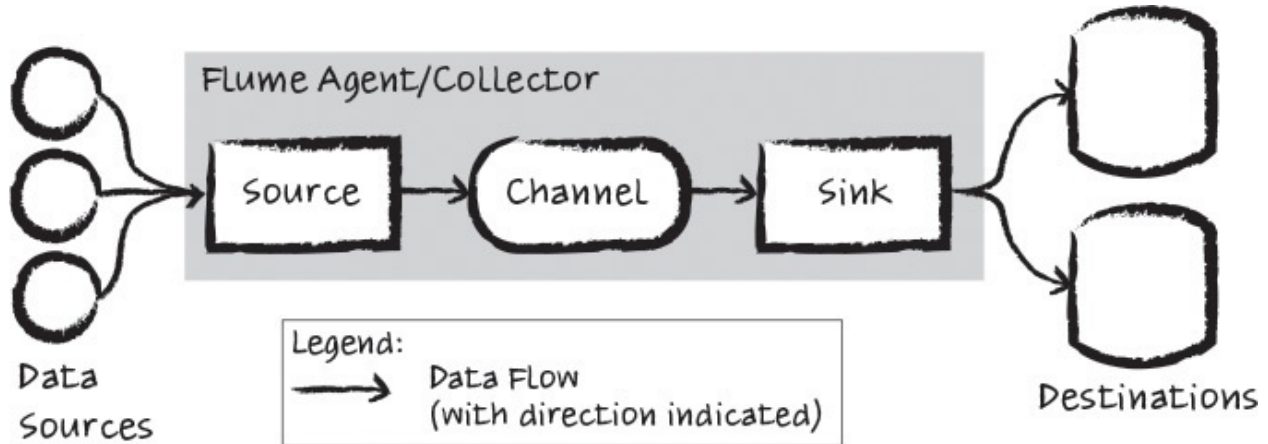 Flume Agent/Collector
Source
Channel
Sink
Data
Sources
Legend:
Data Flow
(with direction indicated)
Destinations